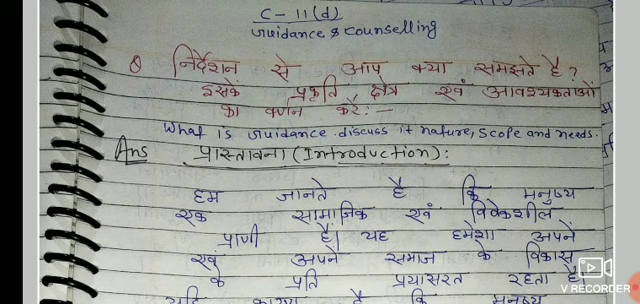 C - 11(d)
Guidance & Counselling
Q निर्देशन से आप क्या समझते है?
इसके प्रकृति क्षेत्र एवं आवश्यकताओं
का वर्णन करें:-
What is Guidance discuss it nature, scope and needs.
Ans प्रास्तावना (Introduction):
हम जानते है कि मनुष्य
एक सामाजिक एवं विवेकशील
प्राणी है। यह हमेशा अपने
एवं अपने समाज के विकास
के प्रति प्रयासरत रहता है।
है कि मनुष्य
V RECORDER